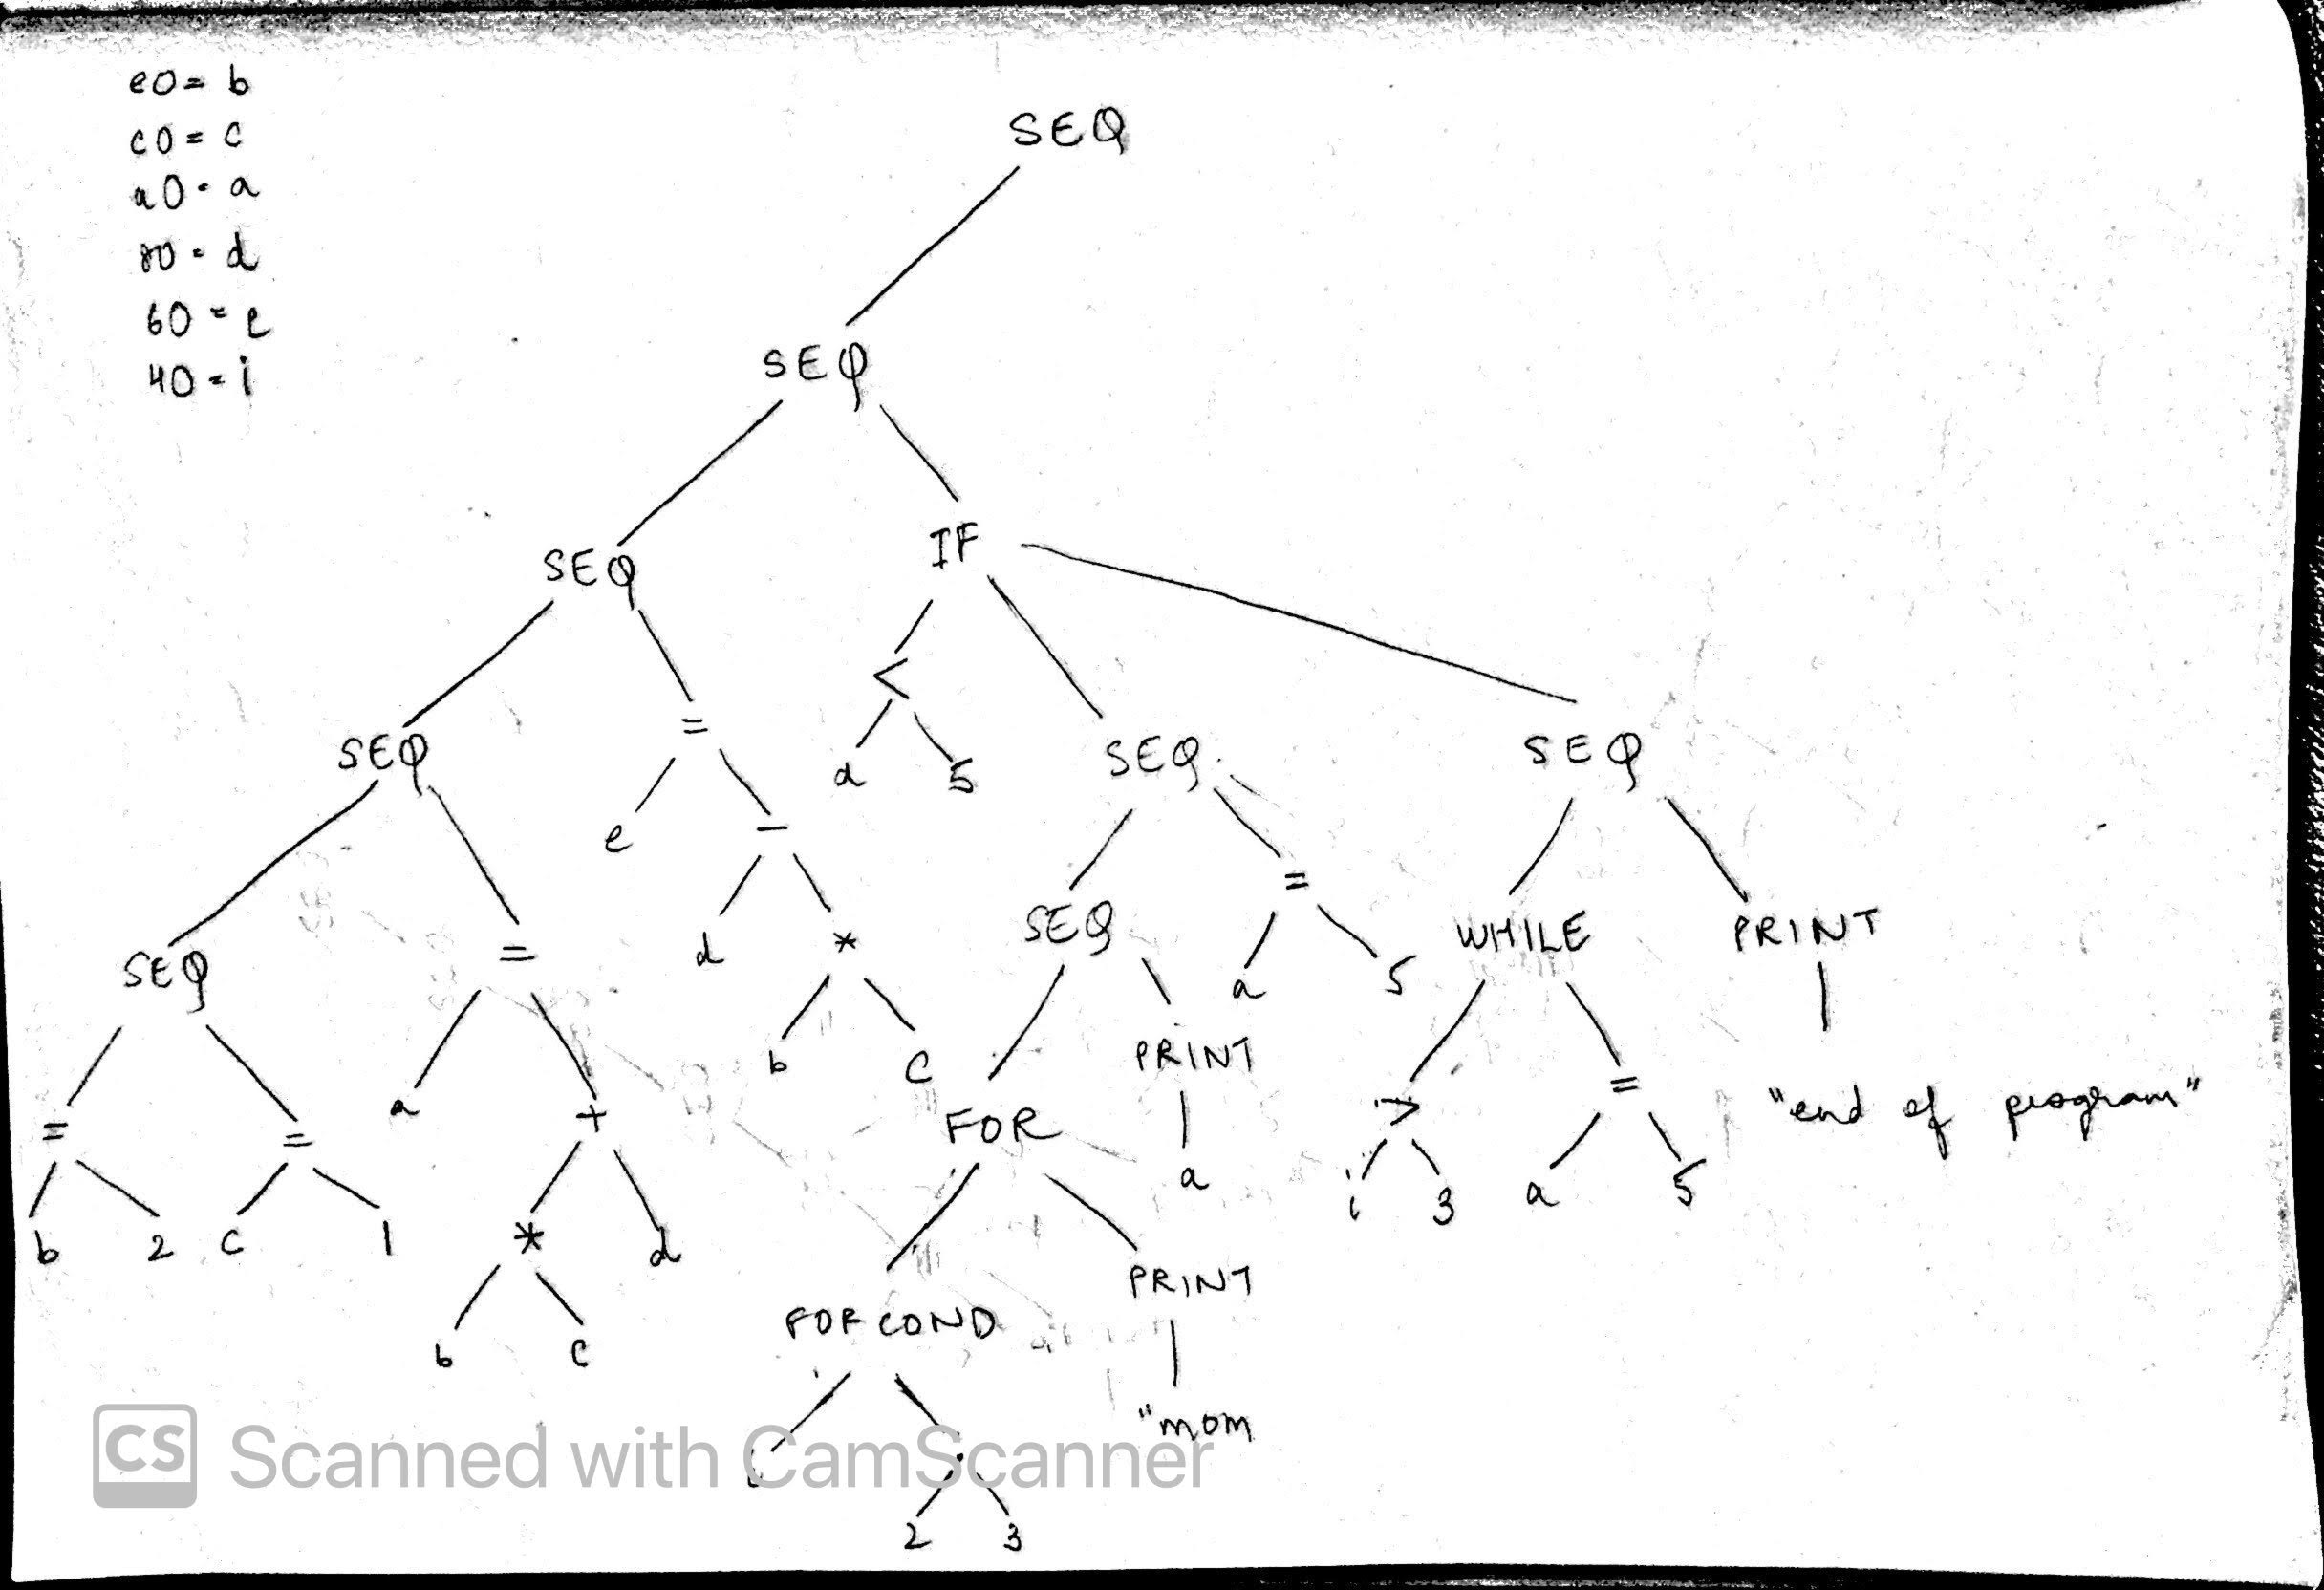 e0= b
c0 = c
a0 = a
80 = d
60 = e
40 = i
SEQ
SEQ
SEQ IF
<
SEQ = a 5 SEQ SEQ
e - =
SEQ = d * SEQ a 5 WHILE PRINT
b c PRINT
= = a + FOR a > = "end of program"
b 2 c 1 * d i 3 a 5
b c FORCOND PRINT
"mom
:
2 3
CS Scanned with CamScanner